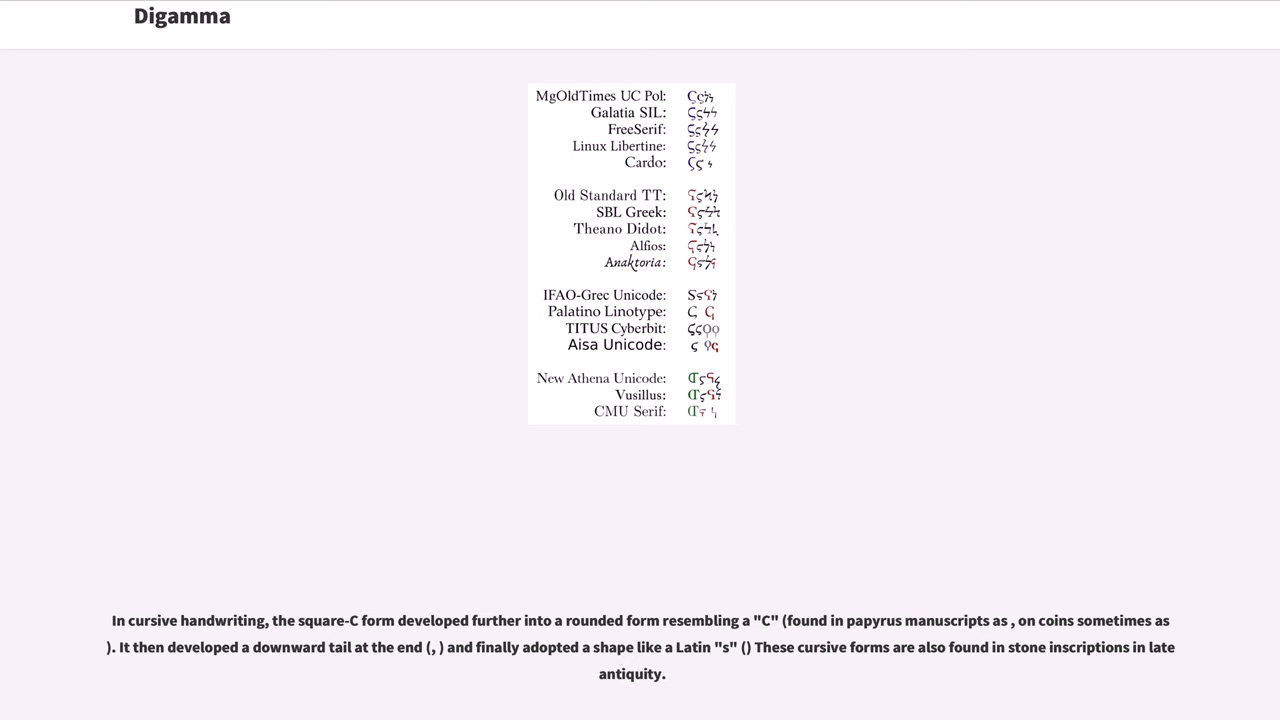 Digamma
MgOldTimes UC Pol:
Galatia SIL:
FreeSerif:
Linux Libertine:
Cardo:
Old Standard TT:
SBL Greek:
Theano Didot:
Alfios:
Anaktoria:
IFAO-Grec Unicode:
Palatino Linotype:
TITUS Cyberbit:
Aisa Unicode:
New Athena Unicode:
Vusillus:
CMU Serif:
In cursive handwriting, the square-C form developed further into a rounded form resembling a "C" (found in papyrus manuscripts as , on coins sometimes as
). It then developed a downward tail at the end (, ) and finally adopted a shape like a Latin "s" () These cursive forms are also found in stone inscriptions in late
antiquity.